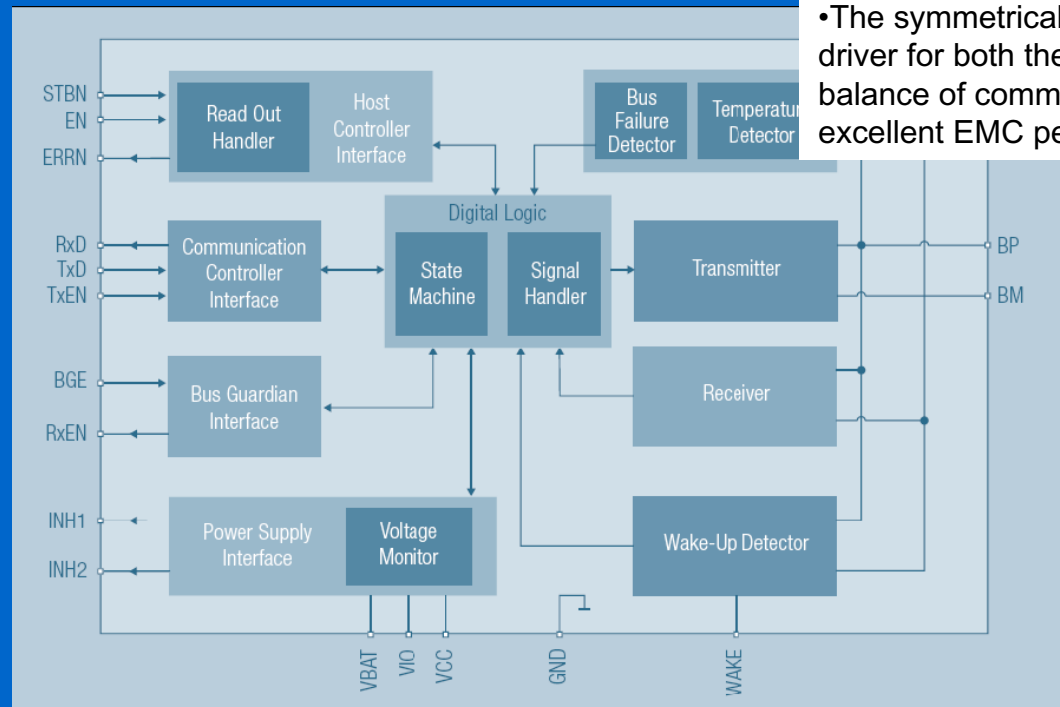 •The symmetrical
driver for both the
balance of comm
excellent EMC pe
STBN
EN
ERRN
Read Out
Handler
Host
Controller
Interface
Bus
Failure
Detector
Temperatur
Detector
Digital Logic
State
Machine
Signal
Handler
RxD
TxD
TxEN
Communication
Controller
Interface
Transmitter
BP
BM
BGE
RxEN
Bus Guardian
Interface
Receiver
INH1
INH2
Power Supply
Interface
Voltage
Monitor
Wake-Up Detector
VBAT
VIO
VCC
GND
WAKE